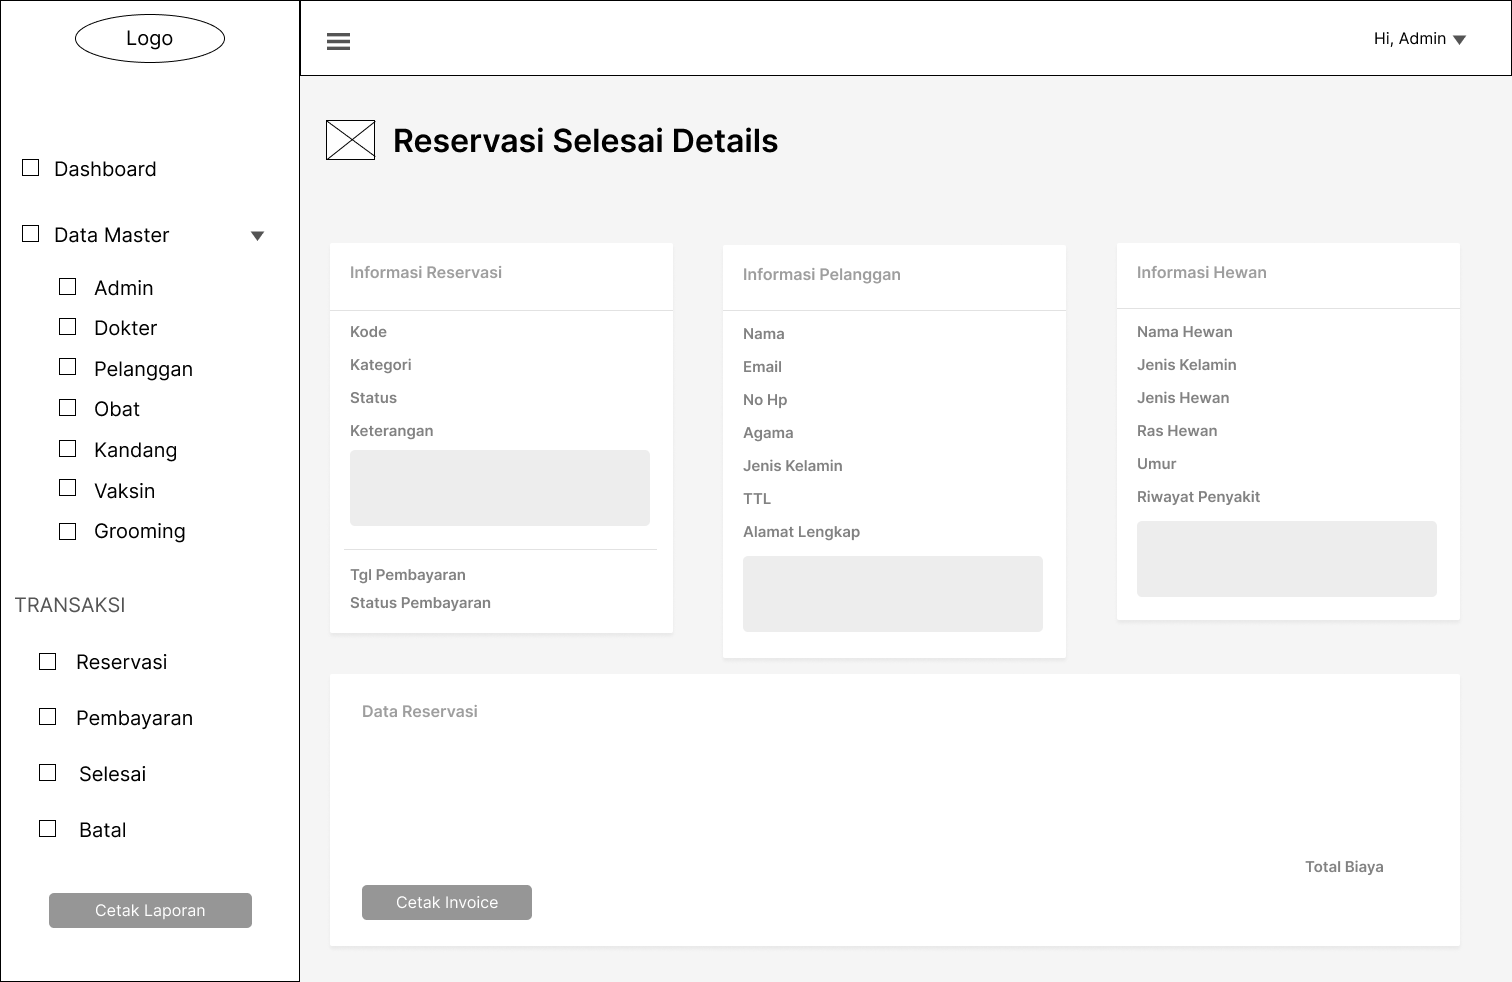 Logo
Hi, Admin
Dashboard
Data Master
Admin
Dokter
Pelanggan
Obat
Kandang
Vaksin
Grooming
TRANSAKSI
Reservasi
Pembayaran
Selesai
Batal
Cetak Laporan
Reservasi Selesai Details
Informasi Reservasi
Kode
Kategori
Status
Keterangan
Tgl Pembayaran
Status Pembayaran
Informasi Pelanggan
Nama
Email
No Hp
Agama
Jenis Kelamin
TTL
Alamat Lengkap
Informasi Hewan
Nama Hewan
Jenis Kelamin
Jenis Hewan
Ras Hewan
Umur
Riwayat Penyakit
Data Reservasi
Total Biaya
Cetak Invoice